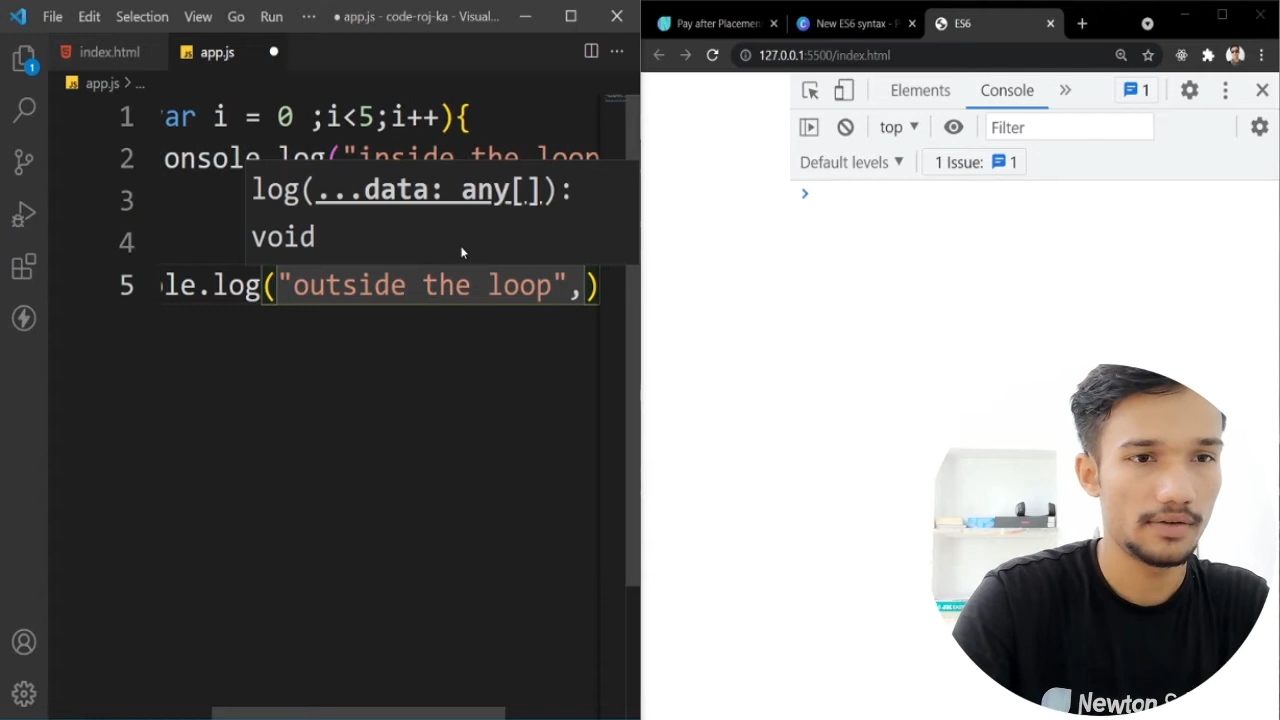 File Edit Selection View Go Run ··· ● app.js - code-roj-ka - Visual...
index.html app.js
app.js > ...
1 var i = 0 ;i<5;i++){
2 onsole.log("inside the loop
3
4
5 le.log("outside the loop",)
log(...data: any[]):
void
1
Pay after Placement New ES6 syntax - P ES6
127.0.0.1:5500/index.html
Elements Console » 1
top Filter
Default levels 1 Issue: 1
>
Newton S